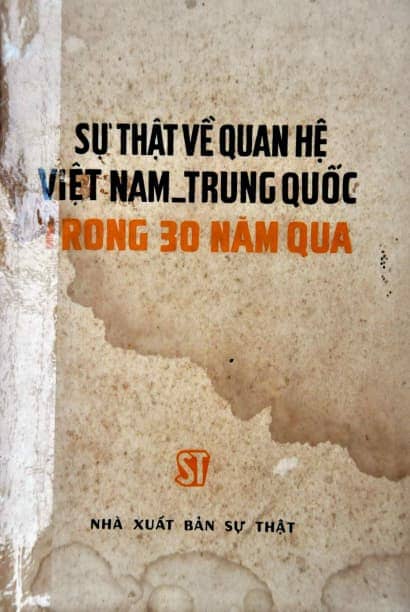 SỰ THẬT VỀ QUAN HỆ
VIỆT NAM_TRUNG QUỐC
TRONG 30 NĂM QUA
ST
NHÀ XUẤT BẢN SỰ THẬT